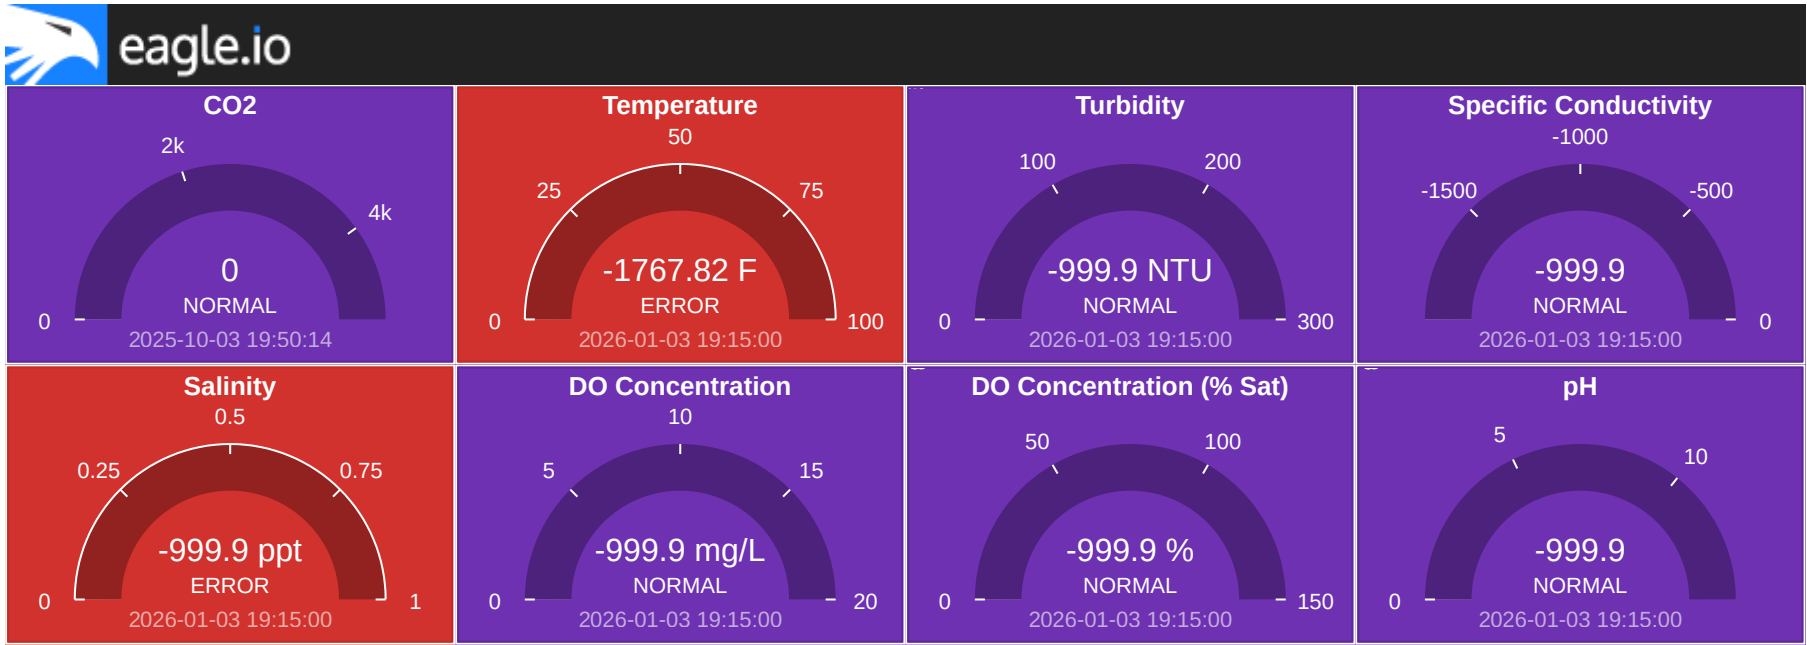 eagle.io
CO2
2k
4k
0
0
NORMAL
2025-10-03 19:50:14
Temperature
50
25
75
-1767.82 F
ERROR
0
100
2026-01-03 19:15:00
Turbidity
100
200
-999.9 NTU
NORMAL
0
300
2026-01-03 19:15:00
Specific Conductivity
-1000
-1500
-500
-999.9
NORMAL
0
2026-01-03 19:15:00
Salinity
0.5
0.25
0.75
-999.9 ppt
ERROR
0
1
2026-01-03 19:15:00
DO Concentration
10
5
15
-999.9 mg/L
NORMAL
0
20
2026-01-03 19:15:00
DO Concentration (% Sat)
50
100
-999.9 %
NORMAL
0
150
2026-01-03 19:15:00
pH
5
10
-999.9
NORMAL
0
2026-01-03 19:15:00